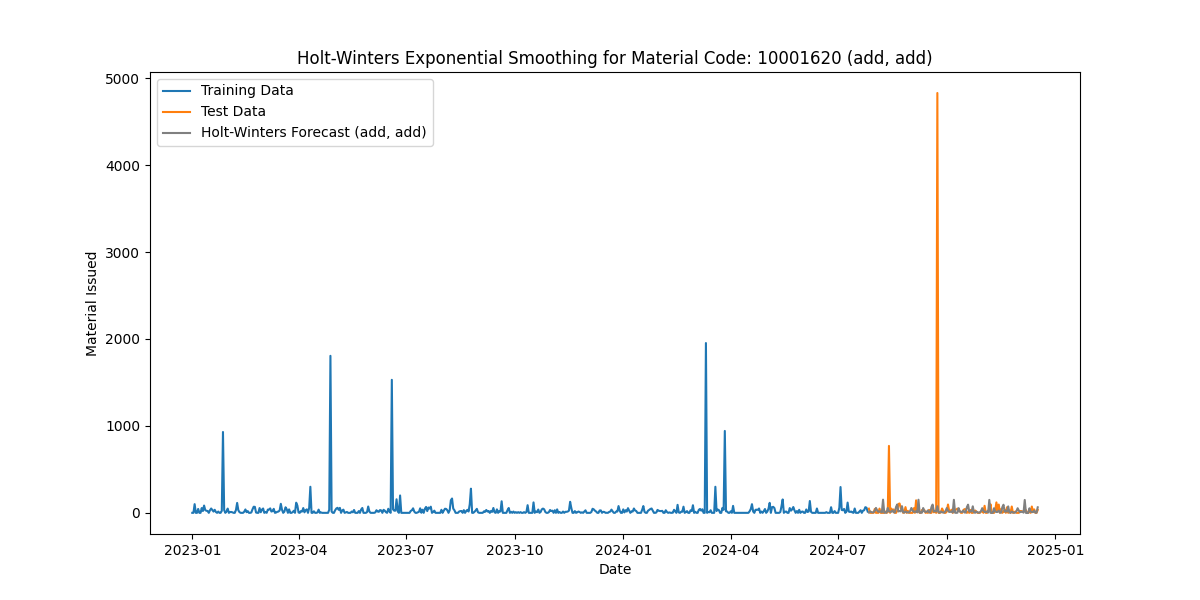 Holt-Winters Exponential Smoothing for Material Code: 10001620 (add, add)
Training Data
Test Data
Holt-Winters Forecast (add, add)
5000
4000
3000
2000
1000
0
Material Issued
2023-01 2023-04 2023-07 2023-10 2024-01 2024-04 2024-07 2024-10 2025-01
Date